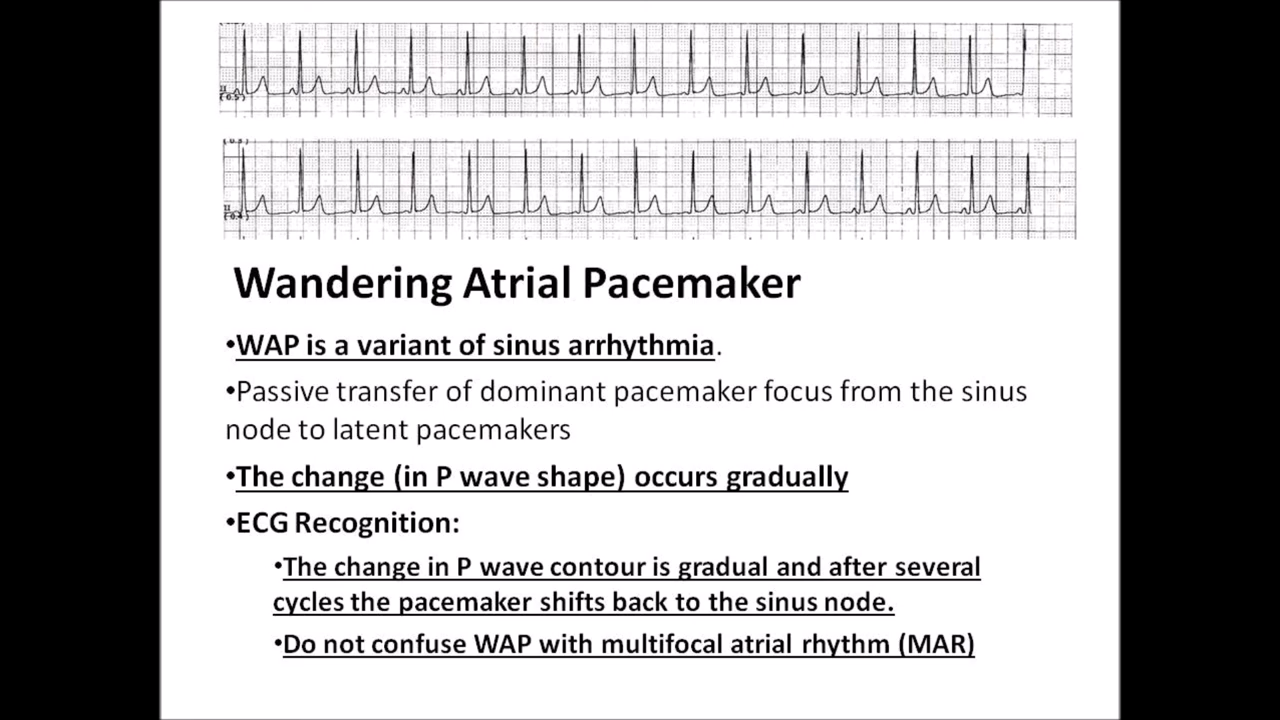 Wandering Atrial Pacemaker
•WAP is a variant of sinus arrhythmia.
•Passive transfer of dominant pacemaker focus from the sinus
node to latent pacemakers
•The change (in P wave shape) occurs gradually
•ECG Recognition:
•The change in P wave contour is gradual and after several
cycles the pacemaker shifts back to the sinus node.
•Do not confuse WAP with multifocal atrial rhythm (MAR)